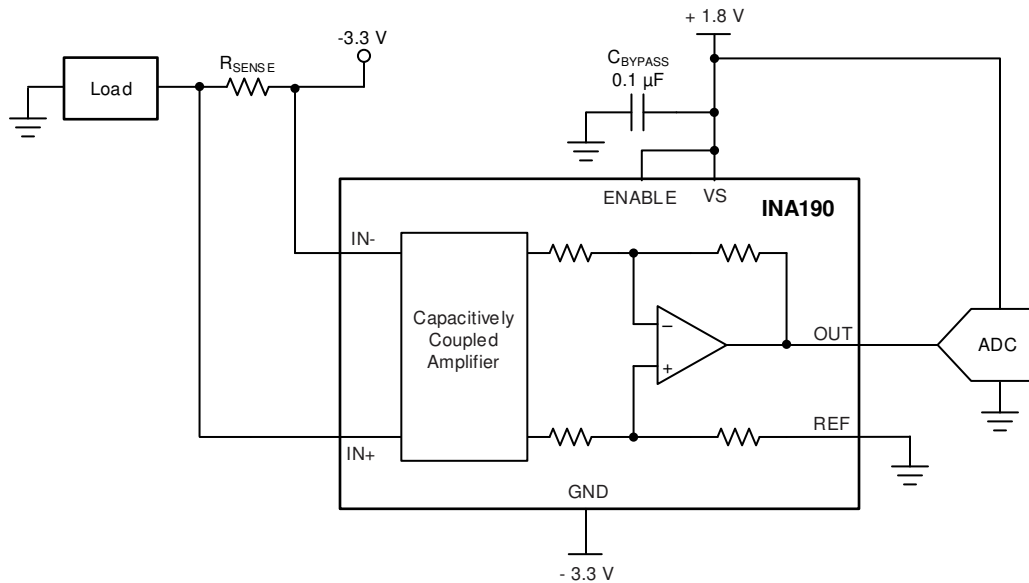 + 1.8 V
-3.3 V
RSENSE
CBYPASS
0.1 µF
Load
ENABLE
VS
INA190
IN-
Capacitively
Coupled
Amplifier
–
+
OUT
ADC
REF
IN+
GND
- 3.3 V